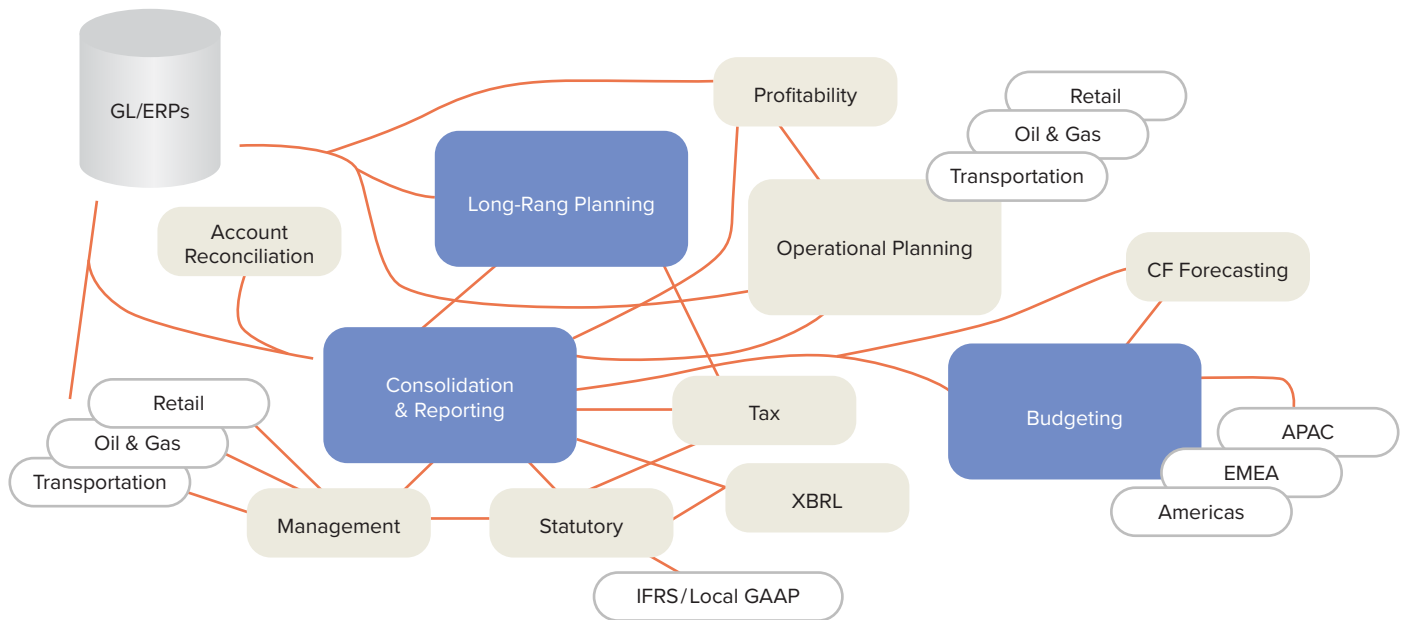 GL/ERPs
Profitability
Retail
Oil & Gas
Transportation
Long-Rang Planning
Account
Reconciliation
Operational Planning
CF Forecasting
Consolidation
& Reporting
Retail
Oil & Gas
Transportation
Tax
Budgeting
APAC
EMEA
Americas
XBRL
Management
Statutory
IFRS/Local GAAP